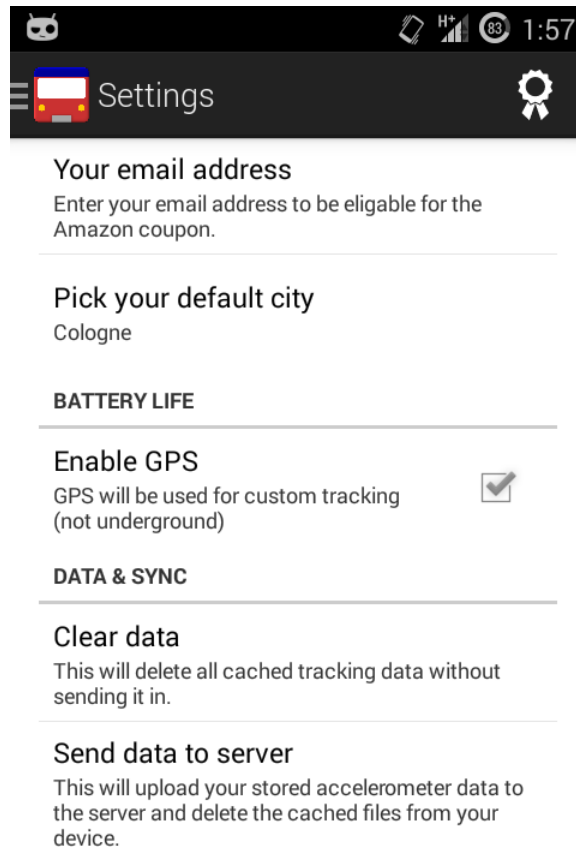 H+ 83 1:57
Settings
Your email address
Enter your email address to be eligable for the
Amazon coupon.
Pick your default city
Cologne
BATTERY LIFE
Enable GPS
GPS will be used for custom tracking
(not underground)
DATA & SYNC
Clear data
This will delete all cached tracking data without
sending it in.
Send data to server
This will upload your stored accelerometer data to
the server and delete the cached files from your
device.